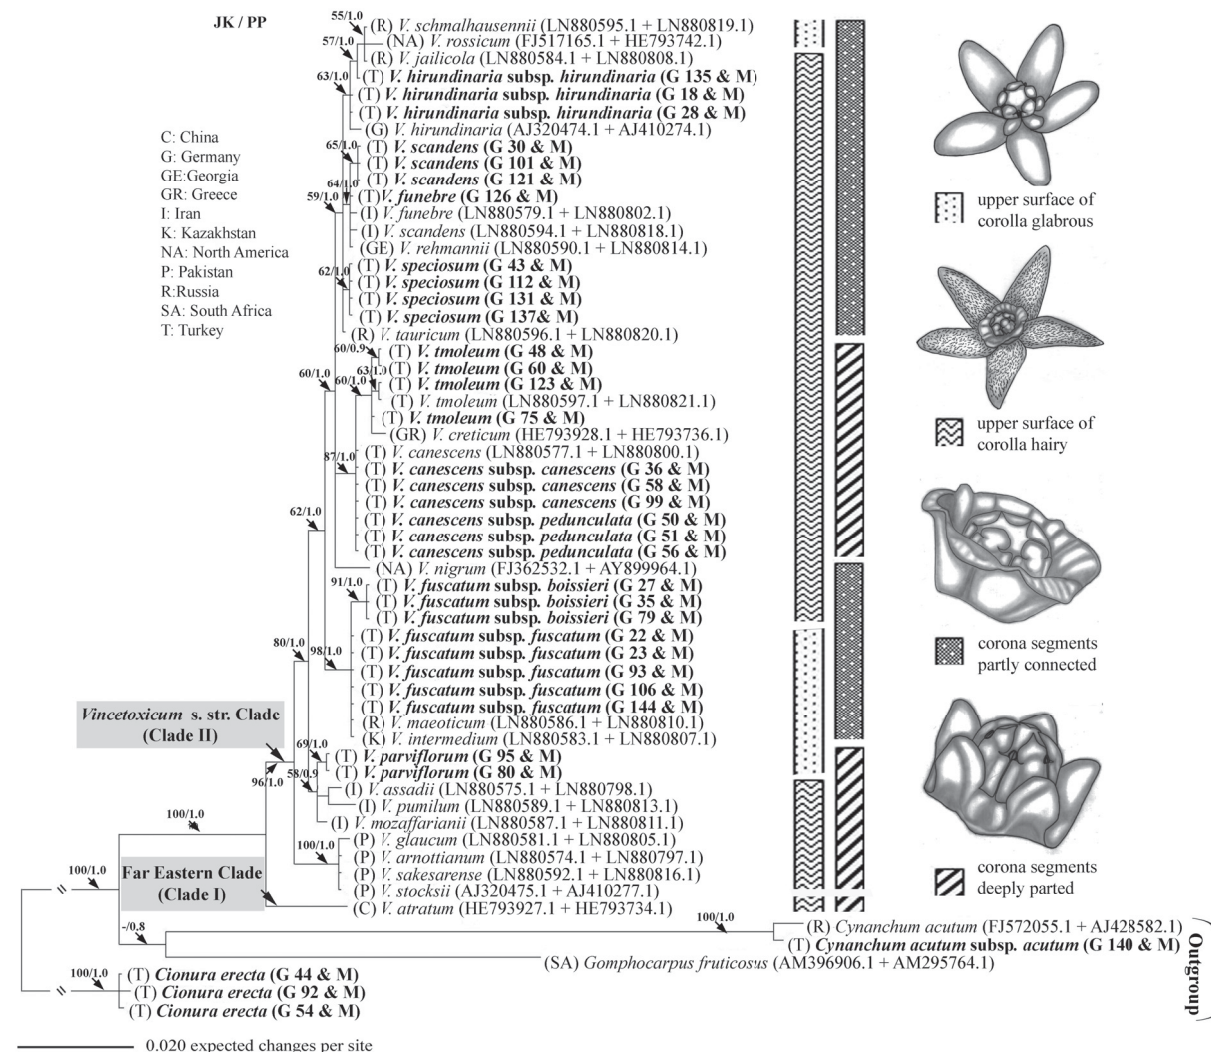 JK / PP
C: China
G: Germany
GE:Georgia
GR: Greece
I: Iran
K: Kazakhstan
NA: North America
P: Pakistan
R:Russia
SA: South Africa
T: Turkey
55/1.0
57/1.0
63/1.0
65/1.0
64/1.0
59/1.0
62/1.0
60/0.9
63/1.0
60/1.0
60/1.0
87/1.0
62/1.0
91/1.0
98/1.0
80/1.0
69/1.0
58/0.9
96/1.0
100/1.0
100/1.0
100/1.0
-/0.8
100/1.0
100/1.0
(R) V. schmalhausennii (LN880595.1 + LN880819.1)
(NA) V. rossicum (FJ517165.1 + HE793742.1)
(R) V. jailicola (LN880584.1 + LN880808.1)
(T) V. hirundinaria subsp. hirundinaria (G 135 & M)
(T) V. hirundinaria subsp. hirundinaria (G 18 & M)
(T) V. hirundinaria subsp. hirundinaria (G 28 & M)
(G) V. hirundinaria (AJ320474.1 + AJ410274.1)
(T) V. scandens (G 30 & M)
(T) V. scandens (G 101 & M)
(T) V. scandens (G 121 & M)
(T) V. funebre (G 126 & M)
(I) V. funebre (LN880579.1 + LN880802.1)
(I) V. scandens (LN880594.1 + LN880818.1)
(GE) V. rehmannii (LN880590.1 + LN880814.1)
(T) V. speciosum (G 43 & M)
(T) V. speciosum (G 112 & M)
(T) V. speciosum (G 131 & M)
(T) V. speciosum (G 137& M)
(R) V. tauricum (LN880596.1 + LN880820.1)
(T) V. tmoleum (G 48 & M)
(T) V. tmoleum (G 60 & M)
(T) V. tmoleum (G 123 & M)
(T) V. tmoleum (LN880597.1 + LN880821.1)
(T) V. tmoleum (G 75 & M)
(GR) V. creticum (HE793928.1 + HE793736.1)
(T) V. canescens (LN880577.1 + LN880800.1)
(T) V. canescens subsp. canescens (G 36 & M)
(T) V. canescens subsp. canescens (G 58 & M)
(T) V. canescens subsp. canescens (G 99 & M)
(T) V. canescens subsp. pedunculata (G 50 & M)
(T) V. canescens subsp. pedunculata (G 51 & M)
(T) V. canescens subsp. pedunculata (G 56 & M)
(NA) V. nigrum (FJ362532.1 + AY899964.1)
(T) V. fuscatum subsp. boissieri (G 27 & M)
(T) V. fuscatum subsp. boissieri (G 35 & M)
(T) V. fuscatum subsp. boissieri (G 79 & M)
(T) V. fuscatum subsp. fuscatum (G 22 & M)
(T) V. fuscatum subsp. fuscatum (G 23 & M)
(T) V. fuscatum subsp. fuscatum (G 93 & M)
(T) V. fuscatum subsp. fuscatum (G 106 & M)
(T) V. fuscatum subsp. fuscatum (G 144 & M)
(R) V. maeoticum (LN880586.1 + LN880810.1)
(K) V. intermedium (LN880583.1 + LN880807.1)
(T) V. parviflorum (G 95 & M)
(T) V. parviflorum (G 80 & M)
(I) V. assadii (LN880575.1 + LN880798.1)
(I) V. pumilum (LN880589.1 + LN880813.1)
(I) V. mozaffarianii (LN880587.1 + LN880811.1)
(P) V. glaucum (LN880581.1 + LN880805.1)
(P) V. arnottianum (LN880574.1 + LN880797.1)
(P) V. sakesarense (LN880592.1 + LN880816.1)
(P) V. stocksii (AJ320475.1 + AJ410277.1)
(C) V. atratum (HE793927.1 + HE793734.1)
(R) Cynanchum acutum (FJ572055.1 + AJ428582.1)
(T) Cynanchum acutum subsp. acutum (G 140 & M)
(SA) Gomphocarpus fruticosus (AM396906.1 + AM295764.1)
(T) Cionura erecta (G 44 & M)
(T) Cionura erecta (G 92 & M)
(T) Cionura erecta (G 54 & M)
Vincetoxicum s. str. Clade
(Clade II)
Far Eastern Clade
(Clade I)
upper surface of
corolla glabrous
upper surface of
corolla hairy
corona segments
partly connected
corona segments
deeply parted
Outgroup
0.020 expected changes per site